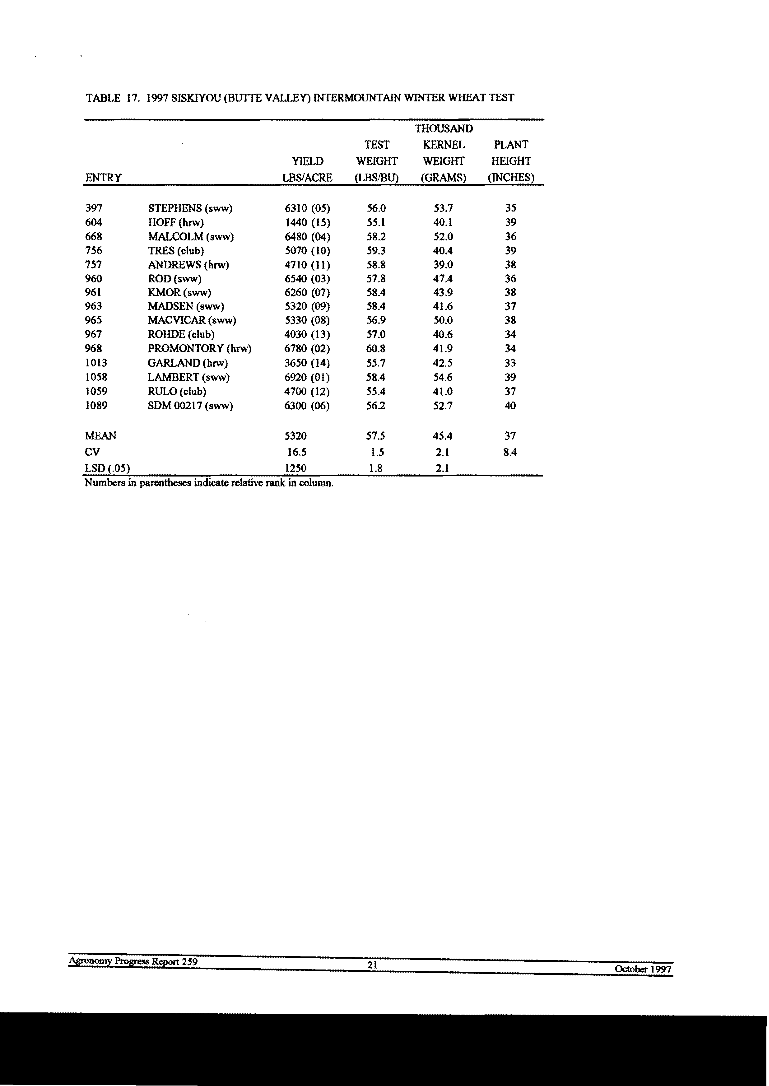 TABLE 17. 1997 SISKIYOU (BUTTE VALLEY) INTERMOUNTAIN WINTER WHEAT TEST
THOUSAND
TEST KERNEL PLANT
YIELD WEIGHT WEIGHT HEIGHT
ENTRY LBS/ACRE (LBS/BU) (GRAMS) (INCHES)
397 STEPHENS (sww) 6310 (05) 56.0 53.7 35
604 HOFF (hrw) 1440 (15) 55.1 40.1 39
668 MALCOLM (sww) 6480 (04) 58.2 52.0 36
756 TRES (club) 5070 (10) 59.3 40.4 39
757 ANDREWS (hrw) 4710 (11) 58.8 39.0 38
960 ROD (sww) 6540 (03) 57.8 47.4 36
961 KMOR (sww) 6260 (07) 58.4 43.9 38
963 MADSEN (sww) 5320 (09) 58.4 41.6 37
965 MACVICAR (sww) 5330 (08) 56.9 50.0 38
967 ROHDE (club) 4030 (13) 57.0 40.6 34
968 PROMONTORY (hrw) 6780 (02) 60.8 41.9 34
1013 GARLAND (hrw) 3650 (14) 55.7 42.5 33
1058 LAMBERT (sww) 6920 (01) 58.4 54.6 39
1059 RULO (club) 4700 (12) 55.4 41.0 37
1089 SDM 00217 (sww) 6300 (06) 56.2 52.7 40
MEAN 5320 57.5 45.4 37
CV 16.5 1.5 2.1 8.4
LSD (.05) 1250 1.8 2.1
Numbers in parentheses indicate relative rank in column.
Agronomy Progress Report 259 21 October 1997